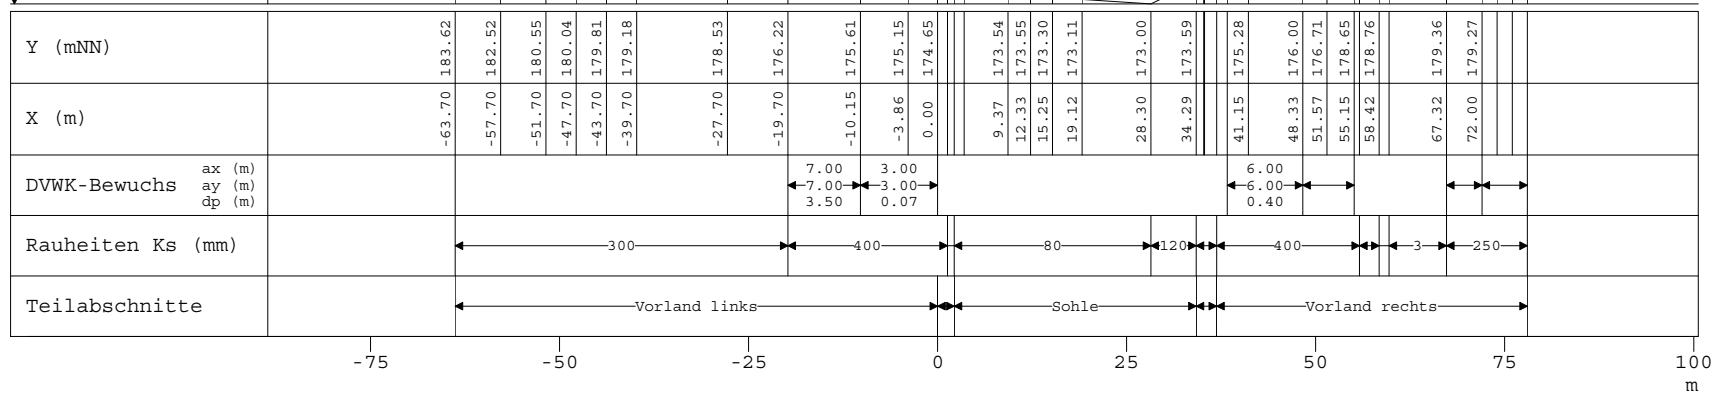 Y (mNN) 183.62 182.52 180.55 180.04 179.81 179.18 178.53 176.22 175.61 175.15 174.65 173.54 173.55 173.30 173.11 173.00 173.59 175.28 176.00 176.71 178.65 178.76 179.36 179.27
X (m) -63.70 -57.70 -51.70 -47.70 -43.70 -39.70 -27.70 -19.70 -10.15 -3.86 0.00 9.37 12.33 15.25 19.12 28.30 34.29 41.15 48.33 51.57 55.15 58.42 67.32 72.00
ax (m) 7.00 3.00 6.00
DVWK-Bewuchs ay (m) 7.00 3.00 6.00
dp (m) 3.50 0.07 0.40
Rauheiten Ks (mm) 300 400 80 120 400 3 250
Teilabschnitte Vorland links Sohle Vorland rechts
-75 -50 -25 0 25 50 75 100
m